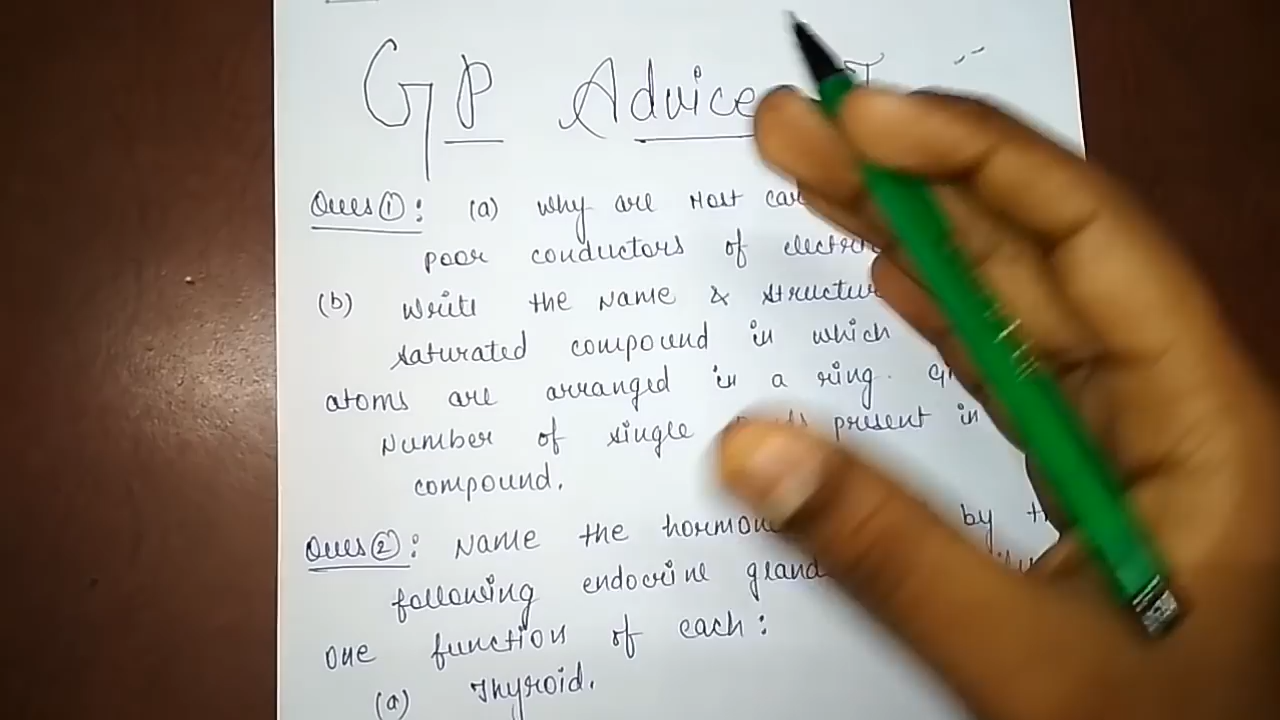 GP Advice
Ques①: (a) Why are Most
poor conductors of
(b) Write the Name & structure
saturated compound in which
atoms are arranged in a ring.
Number of single present in
compound.
Ques②: Name the by
following endocrine gland
one function of each:
(a) Thyroid.